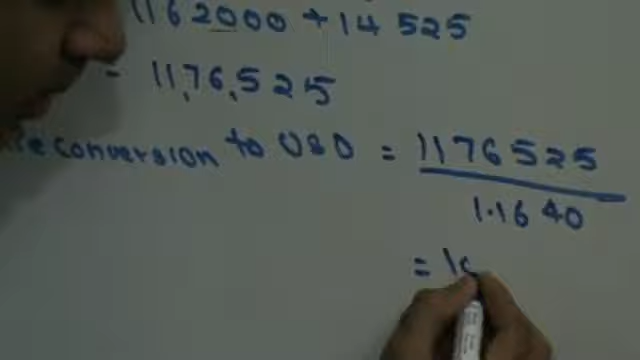 1162000 + 14 525
= 11,76,525
Reconversion to USD = 1176525
1.1640
= 10